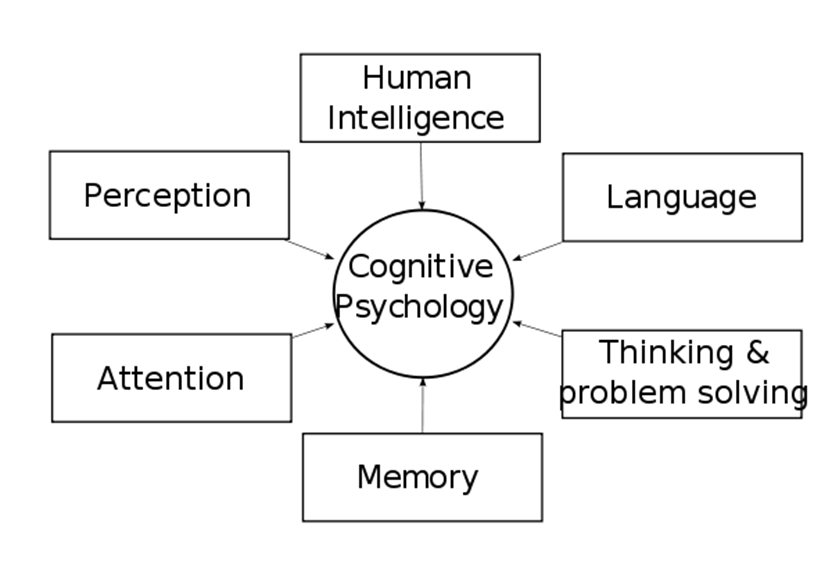 Human
Intelligence
Perception
Language
Cognitive
Psychology
Attention
Thinking &
problem solving
Memory